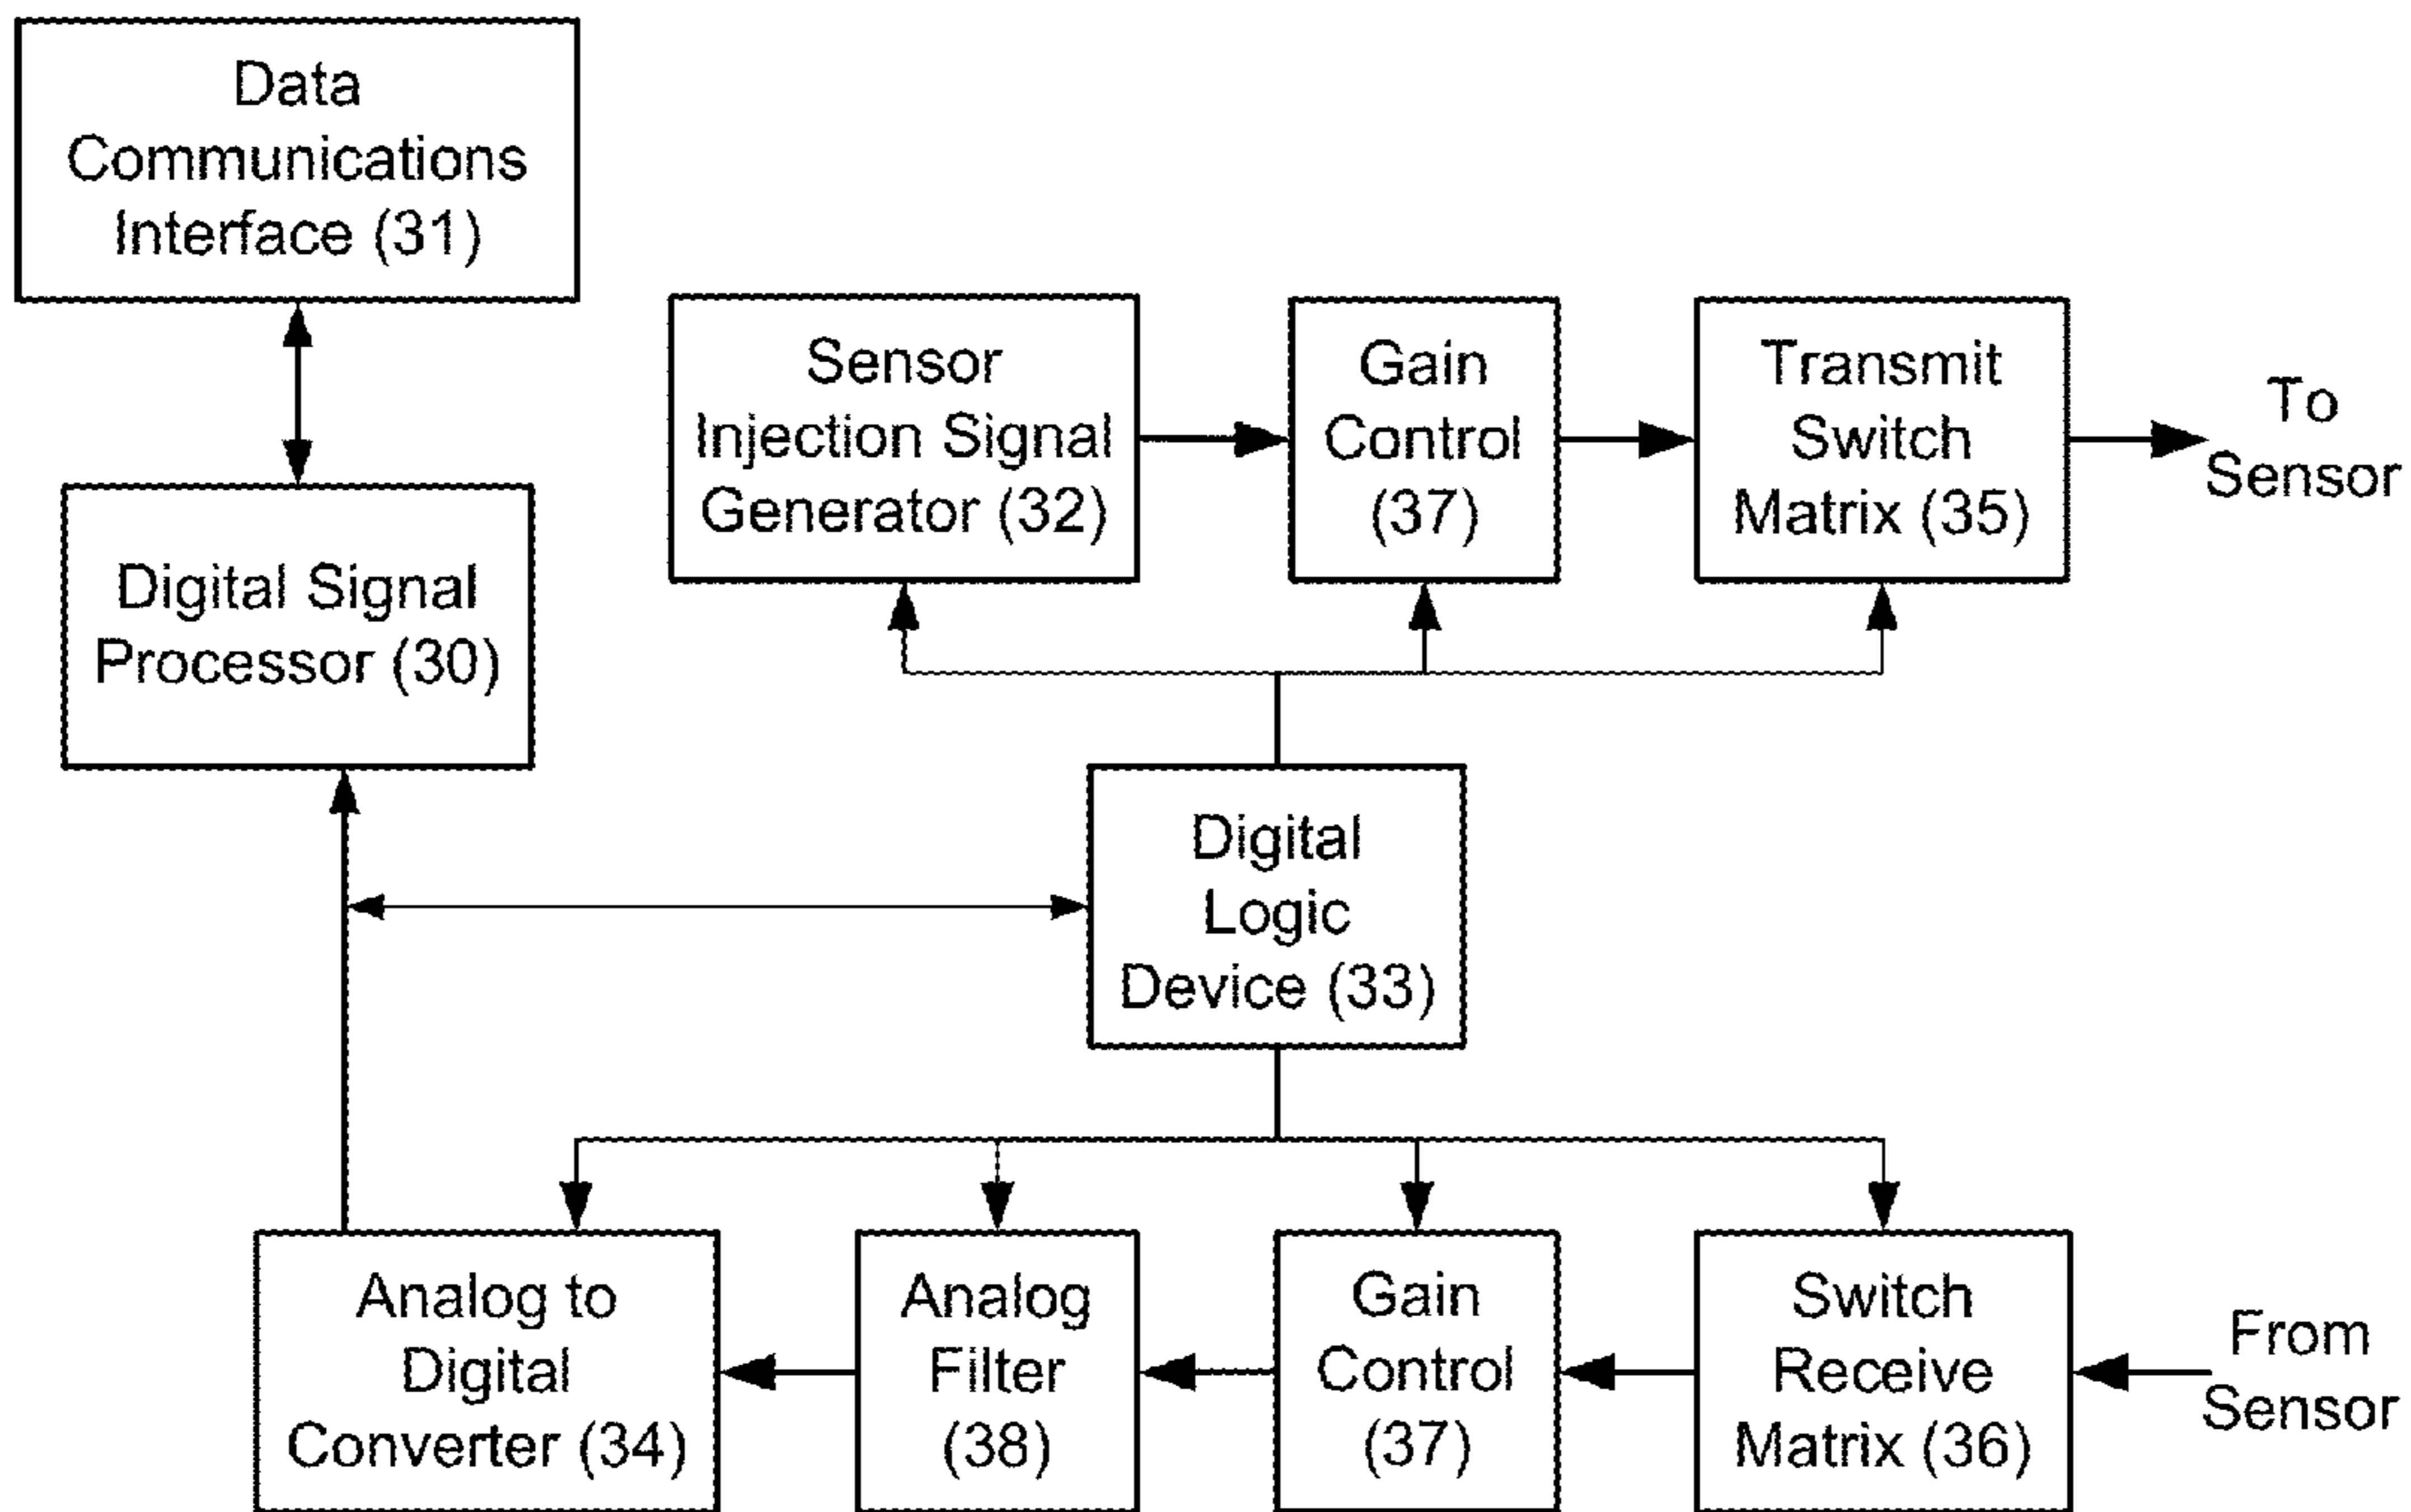 Data
Communications
Interface (31)
Sensor
Injection Signal
Generator (32)
Gain
Control
(37)
Transmit
Switch
Matrix (35)
To
Sensor
Digital Signal
Processor (30)
Digital
Logic
Device (33)
Analog to
Digital
Converter (34)
Analog
Filter
(38)
Gain
Control
(37)
Switch
Receive
Matrix (36)
From
Sensor